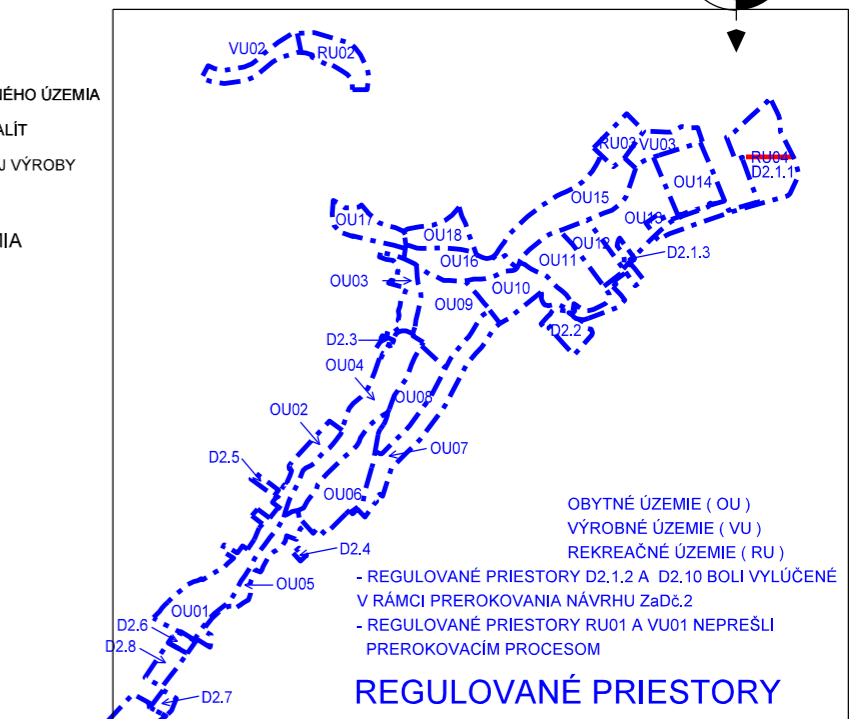 NÉHO ÚZEMIA
ALÍT
J VÝROBY
MIA
VU02
RU02
RU03
VU03
RU04
D2.1.1
OU14
OU15
OU13
OU17
OU18
OU12
OU16
OU11
D2.1.3
OU03
OU10
OU09
D2.2
D2.3
OU04
OU08
OU02
OU07
D2.5
OU06
D2.4
OU05
OU01
D2.6
D2.8
D2.7
OBYTNÉ ÚZEMIE ( OU )
VÝROBNÉ ÚZEMIE ( VU )
REKREAČNÉ ÚZEMIE ( RU )
- REGULOVANÉ PRIESTORY D2.1.2 A D2.10 BOLI VYLÚČENÉ
V RÁMCI PREROKOVANIA NÁVRHU ZaDč.2
- REGULOVANÉ PRIESTORY RU01 A VU01 NEPREŠLI
PREROKOVACÍM PROCESOM
REGULOVANÉ PRIESTORY